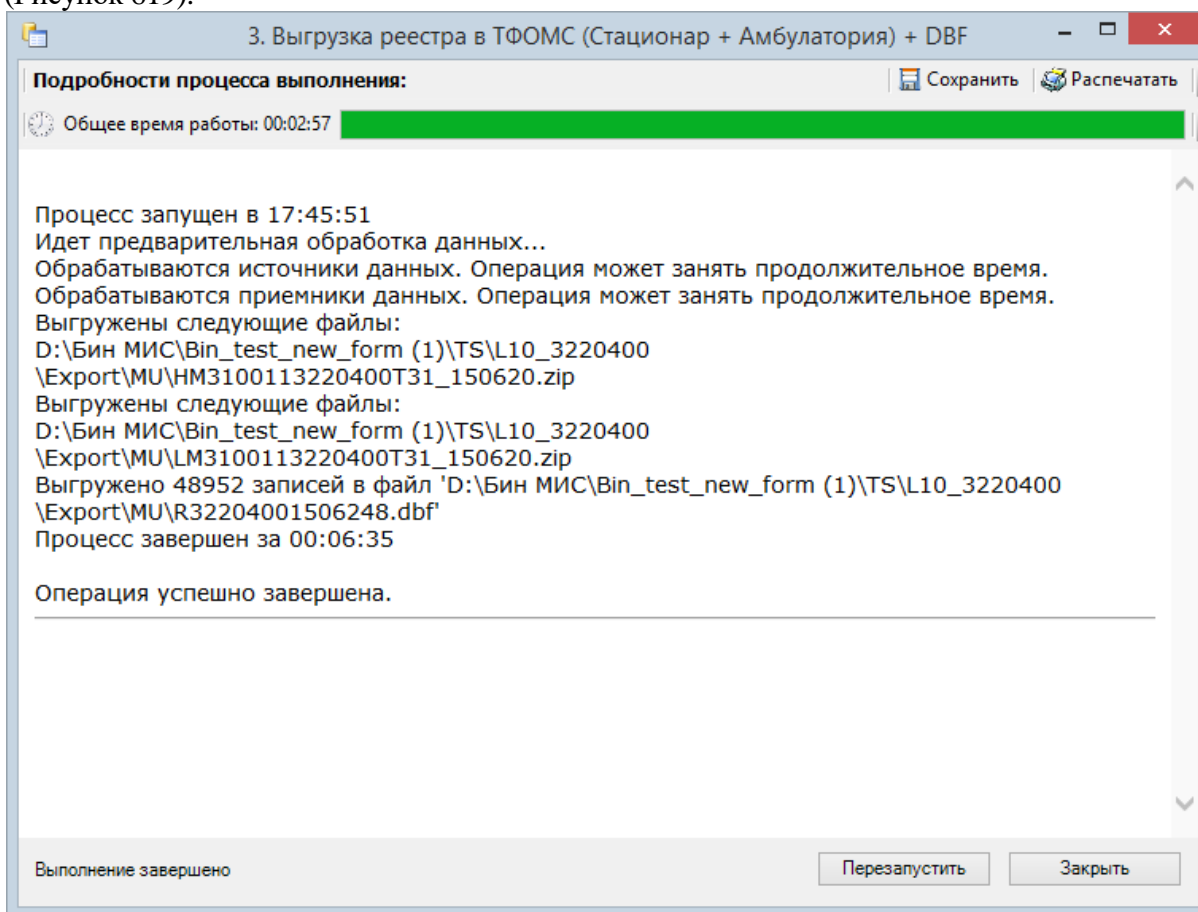 (Рисунок 619).
3. Выгрузка реестра в ТФОМС (Стационар + Амбулатория) + DBF
Подробности процесса выполнения:
Сохранить
Распечатать
Общее время работы: 00:02:57
Процесс запущен в 17:45:51
Идет предварительная обработка данных...
Обрабатываются источники данных. Операция может занять продолжительное время.
Обрабатываются приемники данных. Операция может занять продолжительное время.
Выгружены следующие файлы:
D:\Бин МИС\Bin_test_new_form (1)\TS\L10_3220400
\Export\MU\HM3100113220400T31_150620.zip
Выгружены следующие файлы:
D:\Бин МИС\Bin_test_new_form (1)\TS\L10_3220400
\Export\MU\LM3100113220400T31_150620.zip
Выгружено 48952 записей в файл 'D:\Бин МИС\Bin_test_new_form (1)\TS\L10_3220400
\Export\MU\R32204001506248.dbf'
Процесс завершен за 00:06:35
Операция успешно завершена.
Выполнение завершено
Перезапустить
Закрыть